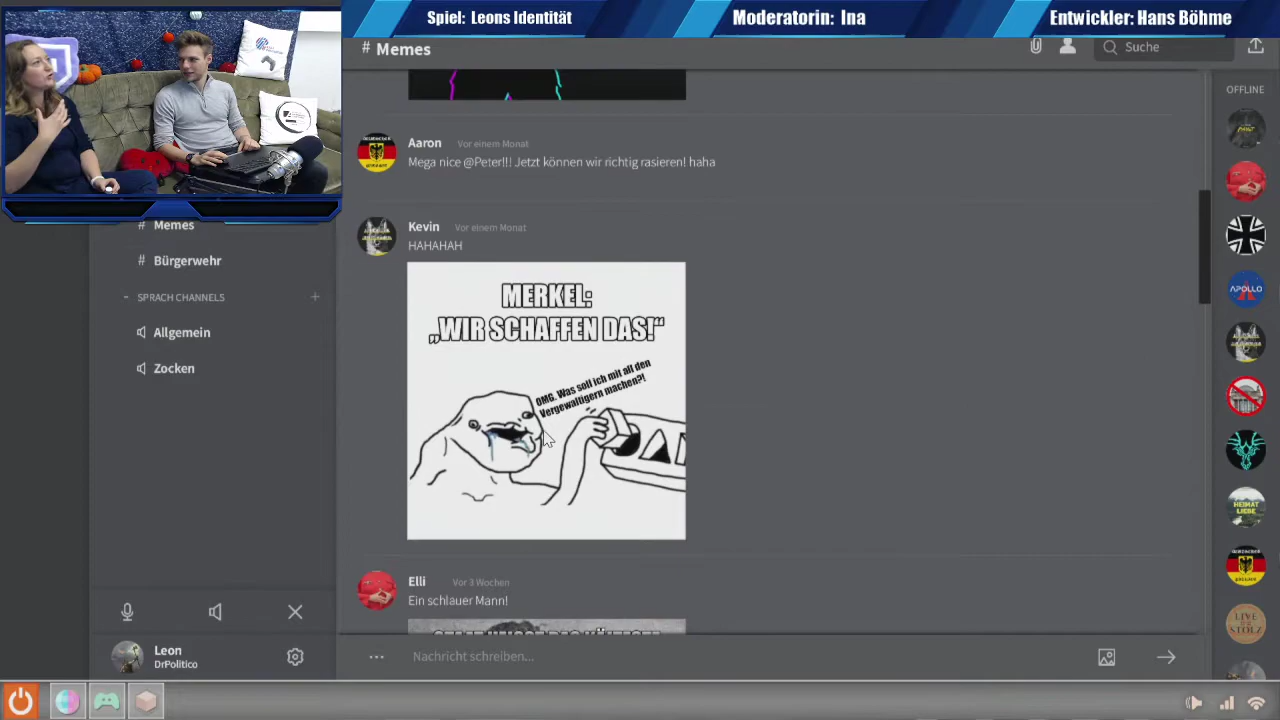 Spiel: Leons Identität
Moderatorin: Ina
Entwickler: Hans Böhme
# Memes
Suche
OFFLINE
Aaron Vor einem Monat
Mega nice @Peter!!! Jetzt können wir richtig rasieren! haha
# Memes
# Bürgerwehr
- SPRACH CHANNELS +
Allgemein
Zocken
Kevin Vor einem Monat
HAHAHAH
MERKEL:
„WIR SCHAFFEN DAS!“
OMG. Was soll ich mit all den
Vergewaltigern machen?!
Elli Vor 3 Wochen
Ein schlauer Mann!
Leon
DrPolitico
Nachricht schreiben...
APOLLO
HEIMAT
LIEBE
LIVE
STOLZ